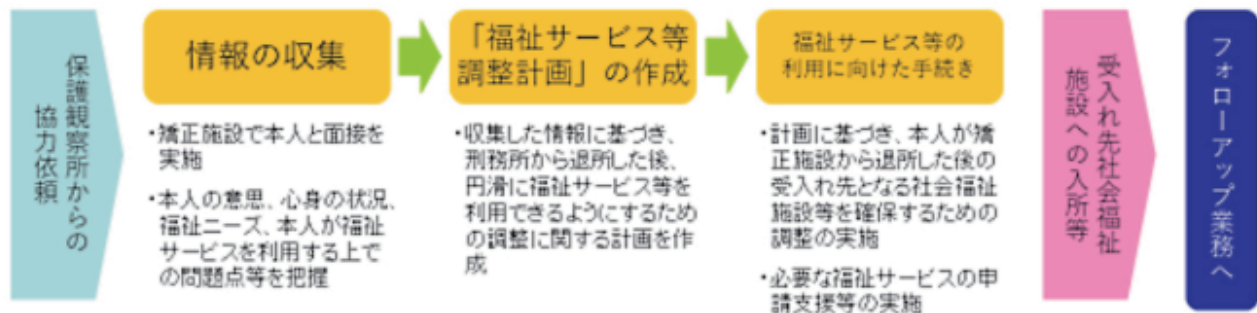 保護観察所からの
協力依頼
情報の収集
・矯正施設で本人と面接を
実施
・本人の意思、心身の状況、
福祉ニーズ、本人が福祉
サービスを利用する上で
の問題点等を把握
「福祉サービス等
調整計画」の作成
・収集した情報に基づき、
刑務所から退所した後、
円滑に福祉サービス等を
利用できるようにするため
の調整に関する計画を作
成
福祉サービス等の
利用に向けた手続き
・計画に基づき、本人が矯
正施設から退所した後の
受入れ先となる社会福祉
施設等を確保するための
調整の実施
・必要な福祉サービスの申
請支援等の実施
受入れ先社会福祉
施設への入所等
フォローアップ業務へ